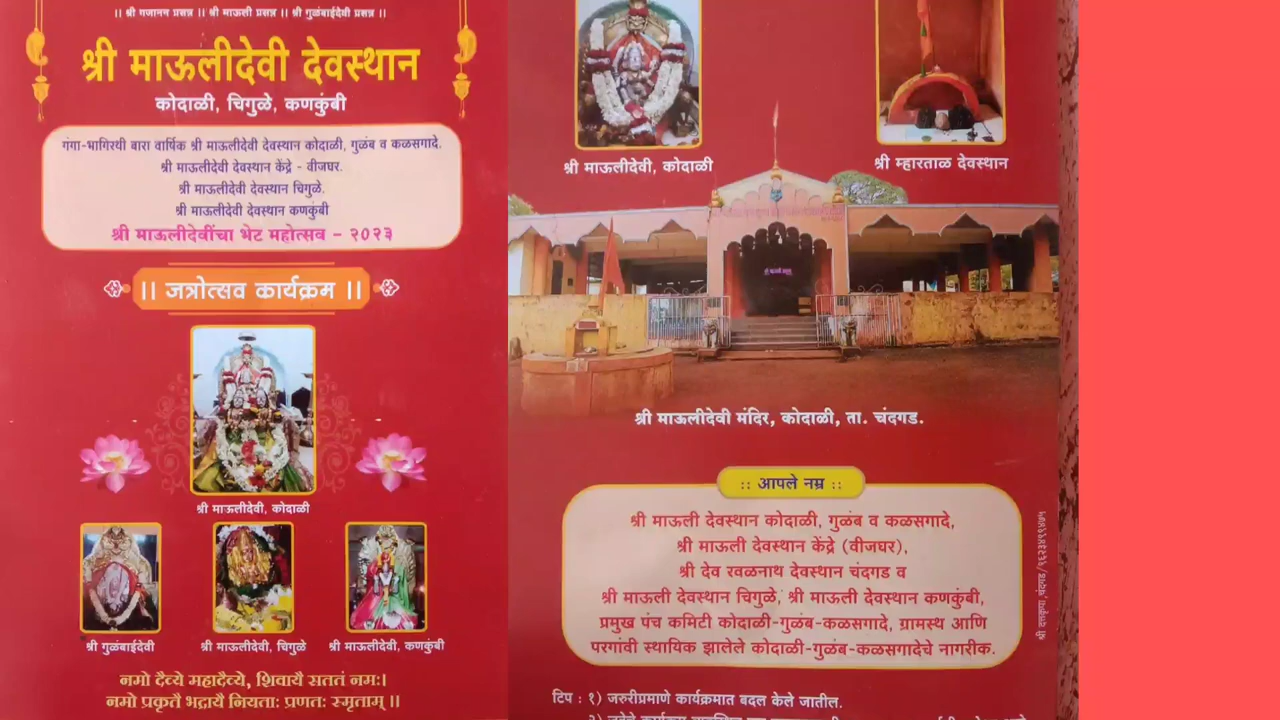 || श्री गजानन प्रसन्न || श्री माऊली प्रसन्न || श्री गुळंबाईदेवी प्रसन्न ||
श्री माऊलीदेवी देवस्थान
कोदाळी, चिगुळे, कणकुंबी
गंगा-भागिरथी बारा वार्षिक श्री माऊलीदेवी देवस्थान कोदाळी, गुळंब व कळसगादे.
श्री माऊलीदेवी देवस्थान केंद्रे - वीजघर.
श्री माऊलीदेवी देवस्थान चिगुळे.
श्री माऊलीदेवी देवस्थान कणकुंबी
श्री माऊलीदेवींचा भेट महोत्सव - २०२३
|| जत्रोत्सव कार्यक्रम ||
श्री माऊलीदेवी, कोदाळी
श्री गुळंबाईदेवी
श्री माऊलीदेवी, चिगुळे
श्री माऊलीदेवी, कणकुंबी
नमो दैव्ये महादैव्ये, शिवायै सततं नमः।
नमो प्रकृतै भद्रायै नियताः प्रणतः स्मृताम् ||
श्री माऊलीदेवी, कोदाळी
श्री म्हारताळ देवस्थान
श्री माऊलीदेवी मंदिर, कोदाळी, ता. चंदगड.
:: आपले नम्र ::
श्री माऊली देवस्थान कोदाळी, गुळंब व कळसगादे,
श्री माऊली देवस्थान केंद्रे (वीजघर),
श्री देव रवळनाथ देवस्थान चंदगड व
श्री माऊली देवस्थान चिगुळे, श्री माऊली देवस्थान कणकुंबी,
प्रमुख पंच कमिटी कोदाळी-गुळंब-कळसगादे, ग्रामस्थ आणि
परगांवी स्थायिक झालेले कोदाळी-गुळंब-कळसगादेचे नागरीक.
टिप : १) जरुरीप्रमाणे कार्यक्रमात बदल केले जातील.